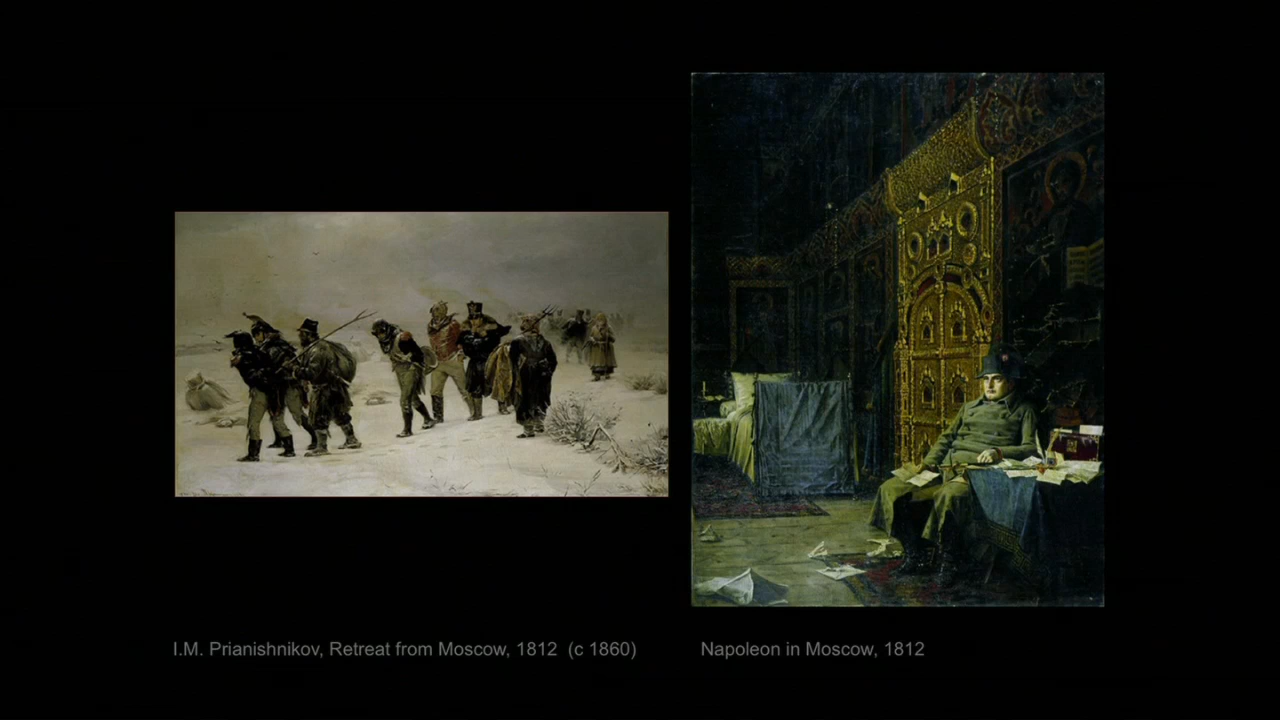 I.M. Prianishnikov, Retreat from Moscow, 1812 (c 1860)
Napoleon in Moscow, 1812